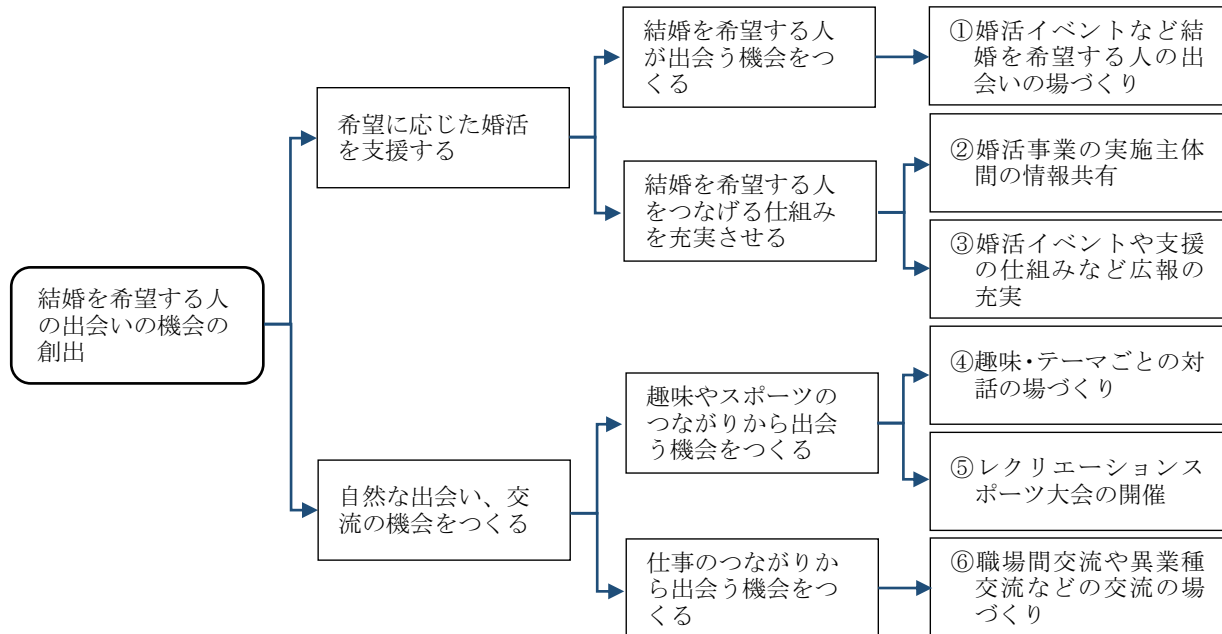 結婚を希望する人
の出会いの機会の
創出
希望に応じた婚活
を支援する
結婚を希望する人
が出会う機会をつ
くる
①婚活イベントなど結
婚を希望する人の出
会いの場づくり
結婚を希望する人
をつなげる仕組み
を充実させる
②婚活事業の実施主体
間の情報共有
③婚活イベントや支援
の仕組みなど広報の
充実
自然な出会い、交
流の機会をつくる
趣味やスポーツの
つながりから出会
う機会をつくる
④趣味・テーマごとの対
話の場づくり
⑤レクリエーションス
ポーツ大会の開催
仕事のつながりか
ら出会う機会をつ
くる
⑥職場間交流や異業種
交流などの交流の場
づくり